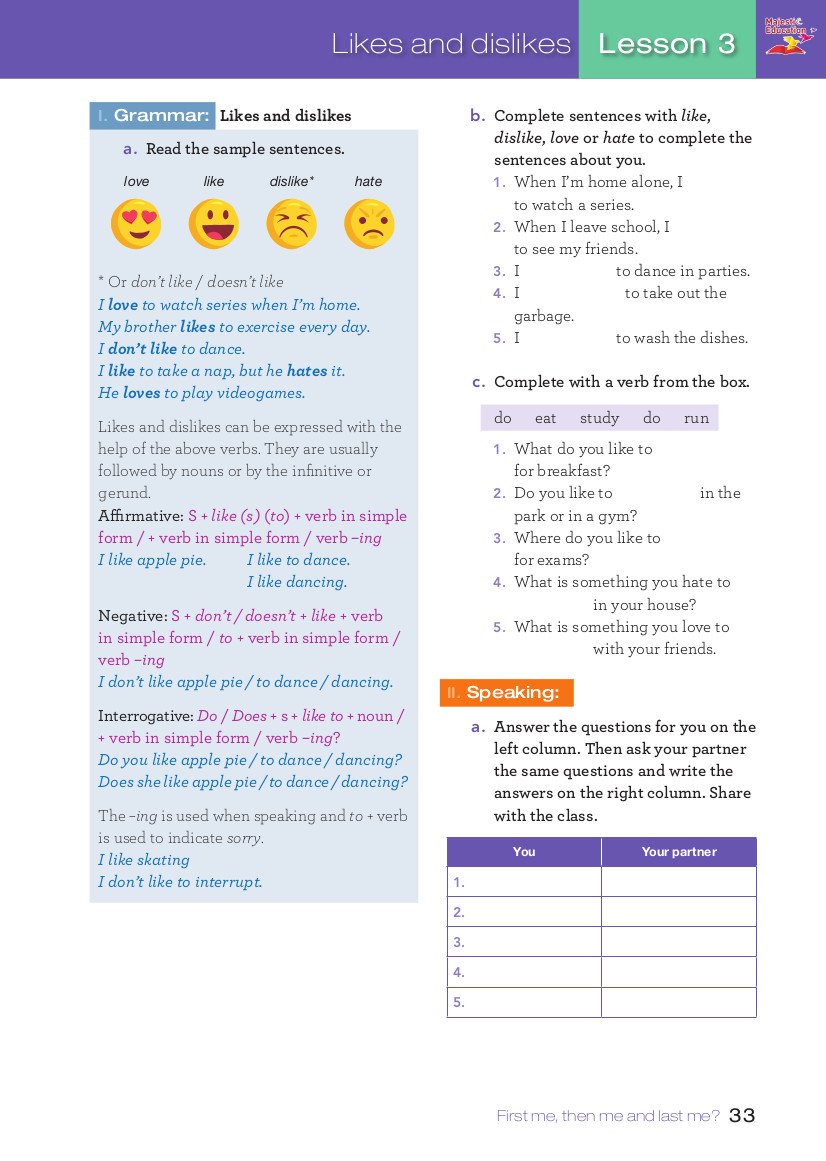 Likes and dislikes Lesson 3
Majestic Education
I. Grammar: Likes and dislikes
a. Read the sample sentences.
love like dislike* hate
* Or don't like / doesn't like
I love to watch series when I'm home.
My brother likes to exercise every day.
I don't like to dance.
I like to take a nap, but he hates it.
He loves to play videogames.
Likes and dislikes can be expressed with the
help of the above verbs. They are usually
followed by nouns or by the infinitive or
gerund.
Affirmative: S + like (s) (to) + verb in simple
form / + verb in simple form / verb –ing
I like apple pie. I like to dance.
I like dancing.
Negative: S + don't / doesn't + like + verb
in simple form / to + verb in simple form /
verb –ing
I don't like apple pie / to dance / dancing.
Interrogative: Do / Does + s + like to + noun /
+ verb in simple form / verb –ing?
Do you like apple pie / to dance / dancing?
Does she like apple pie / to dance / dancing?
The –ing is used when speaking and to + verb
is used to indicate sorry.
I like skating
I don't like to interrupt.
b. Complete sentences with like,
dislike, love or hate to complete the
sentences about you.
1. When I'm home alone, I
to watch a series.
2. When I leave school, I
to see my friends.
3. I to dance in parties.
4. I to take out the
garbage.
5. I to wash the dishes.
c. Complete with a verb from the box.
do eat study do run
1. What do you like to
for breakfast?
2. Do you like to in the
park or in a gym?
3. Where do you like to
for exams?
4. What is something you hate to
in your house?
5. What is something you love to
with your friends.
II. Speaking:
a. Answer the questions for you on the
left column. Then ask your partner
the same questions and write the
answers on the right column. Share
with the class.
You Your partner
1.
2.
3.
4.
5.
First me, then me and last me? 33